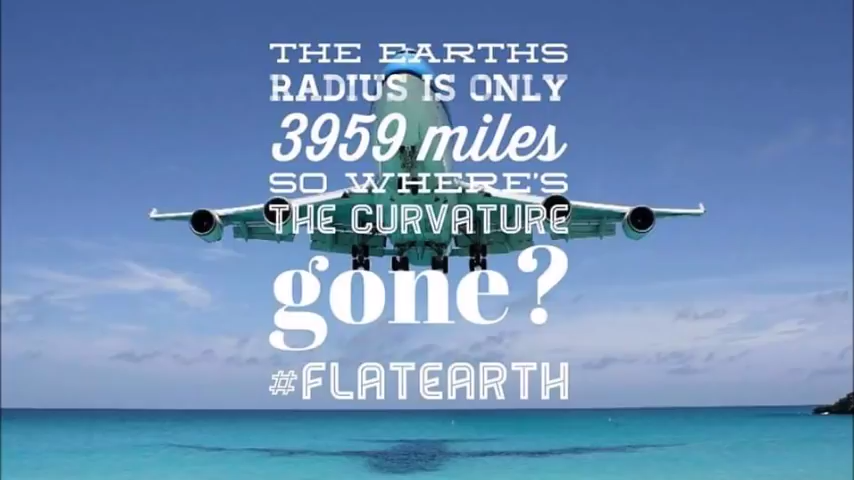 THE EARTHS
RADIUS IS ONLY
3959 miles
SO WHERE'S
THE CURVATURE
gone?
#FLATEARTH